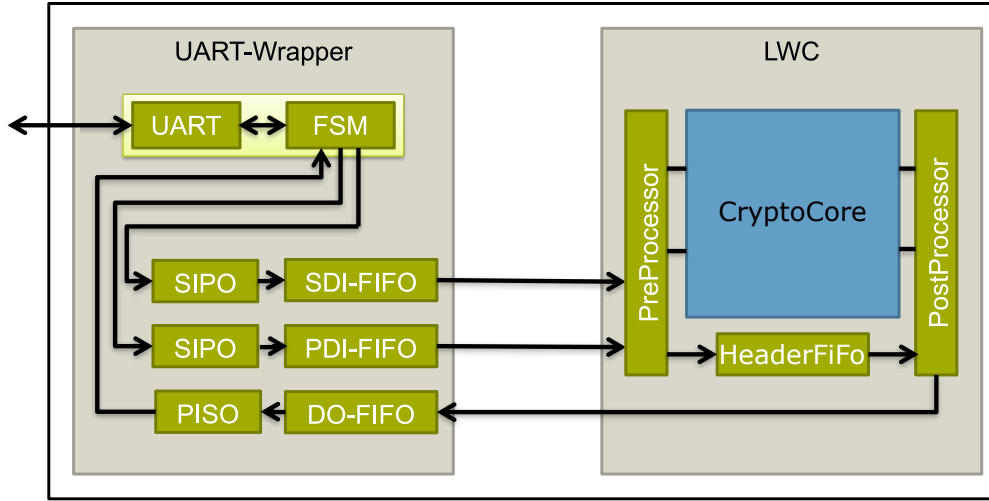 UART-Wrapper
LWC
UART
FSM
PreProcessor
CryptoCore
PostProcessor
SIPO
SDI-FIFO
SIPO
PDI-FIFO
HeaderFiFo
PISO
DO-FIFO